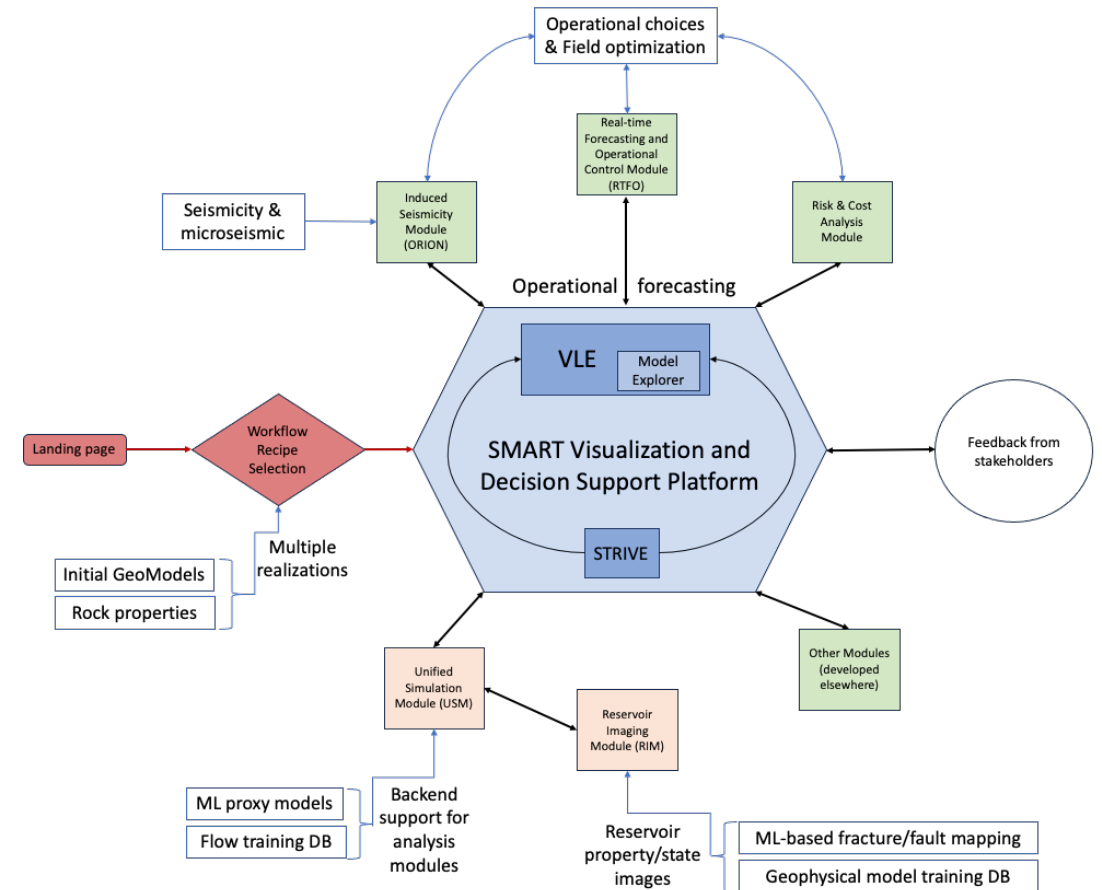 Operational choices
& Field optimization
Real-time
Forecasting and
Operational
Control Module
(RTFO)
Induced
Seismicity
Module
(ORION)
Seismicity &
microseismic
Risk & Cost
Analysis
Module
Operational forecasting
VLE
Model
Explorer
Landing page
Workflow
Recipe
Selection
SMART Visualization and
Decision Support Platform
Feedback from
stakeholders
STRIVE
Multiple
realizations
Initial GeoModels
Rock properties
Other Modules
(developed
elsewhere)
Unified
Simulation
Module (USM)
Reservoir
Imaging
Module (RIM)
ML proxy models
Flow training DB
Backend
support for
analysis
modules
Reservoir
property/state
images
ML-based fracture/fault mapping
Geophysical model training DB